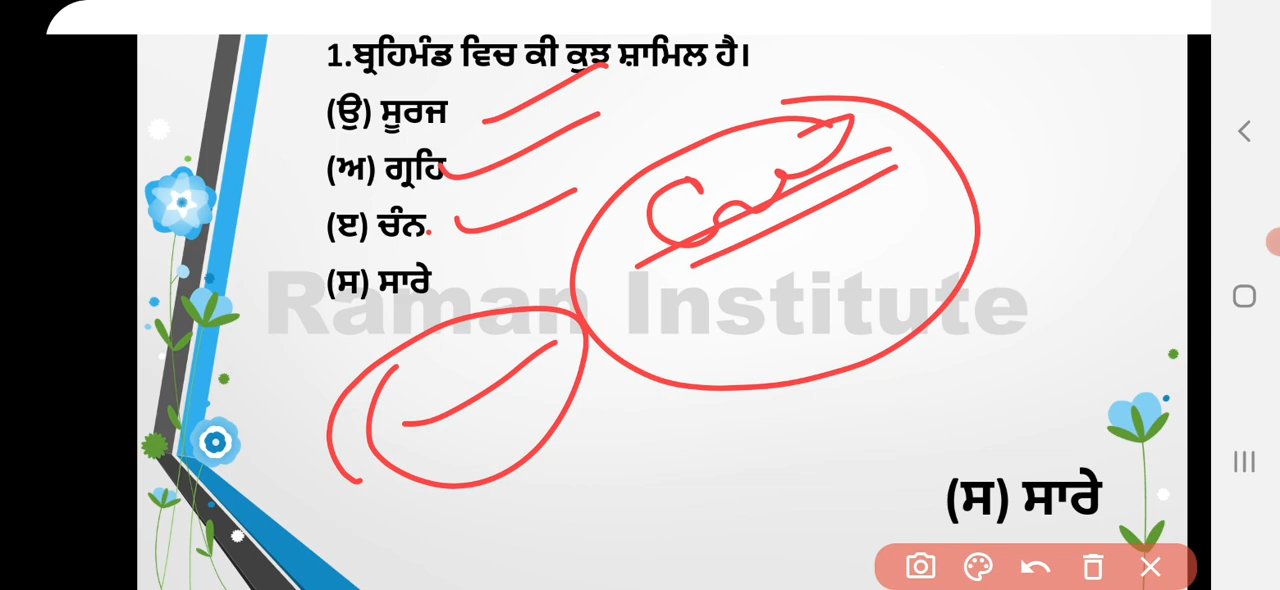 1.ਬ੍ਰਹਿਮੰਡ ਵਿਚ ਕੀ ਕੁਝ ਸ਼ਾਮਿਲ ਹੈ।
(ੳ) ਸੂਰਜ
(ਅ) ਗ੍ਰਹਿ
(ੲ) ਚੰਨ.
(ਸ) ਸਾਰੇ
Raman Institute
(ਸ) ਸਾਰੇ